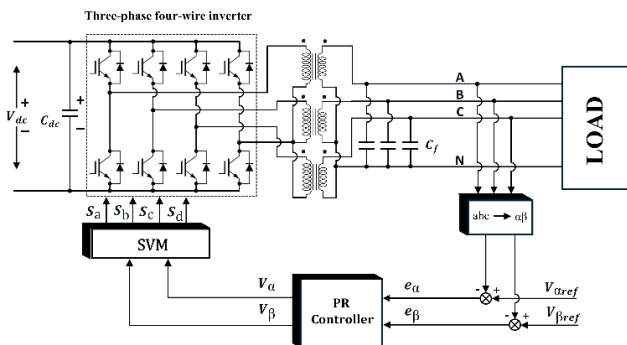 Three-phase four-wire inverter
V_dc
+
−
C_dc
+
−
A
B
C
N
C_f
LOAD
S_a S_b S_c S_d
SVM
abc → αβ
V_α
V_β
PR
Controller
e_α
e_β
- +
V_αref
- +
V_βref